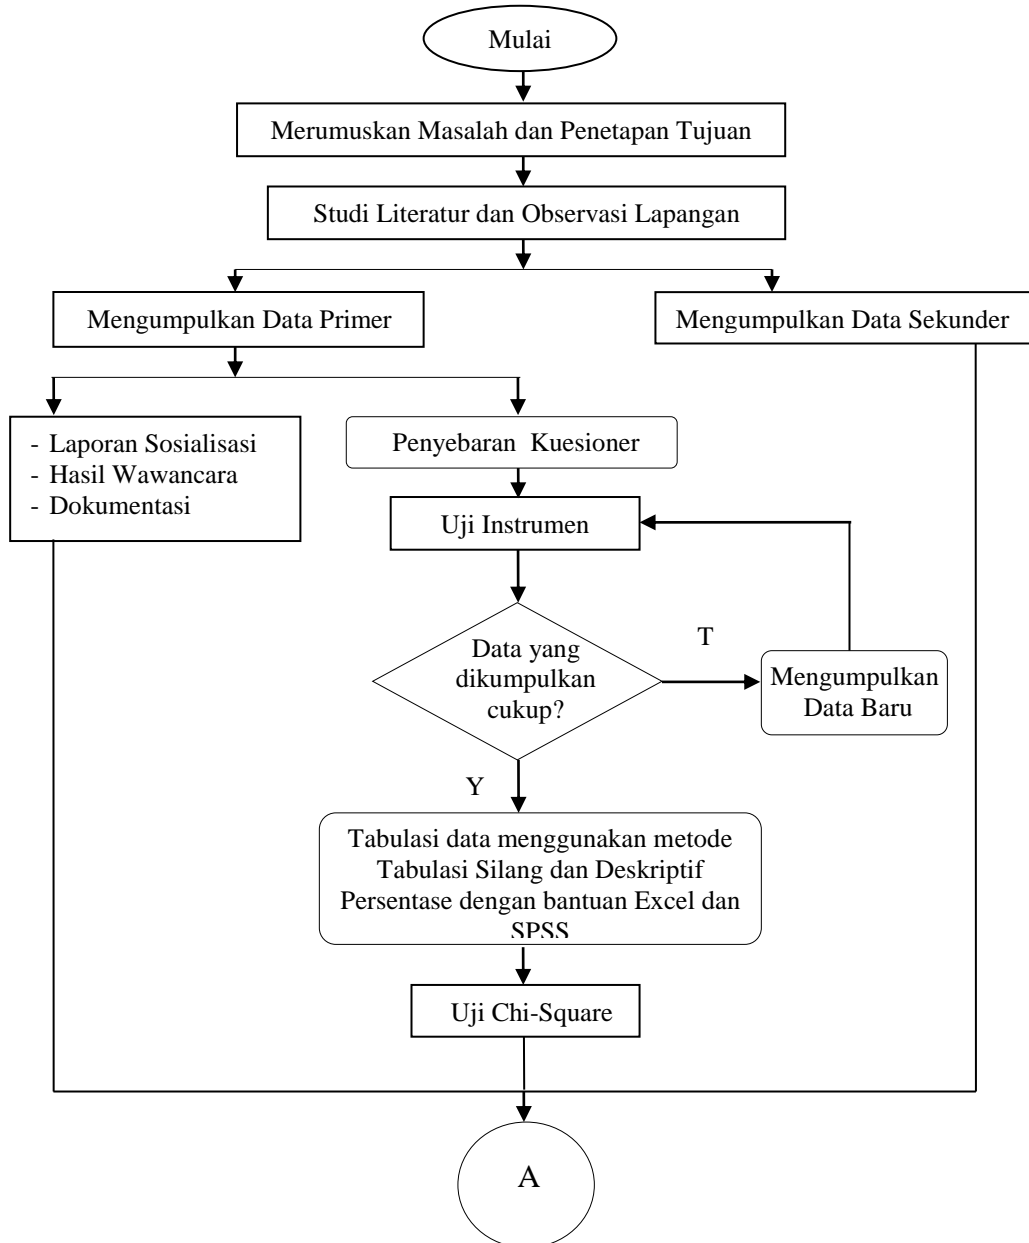 Mulai
Merumuskan Masalah dan Penetapan Tujuan
Studi Literatur dan Observasi Lapangan
Mengumpulkan Data Primer
Mengumpulkan Data Sekunder
- Laporan Sosialisasi
- Hasil Wawancara
- Dokumentasi
Penyebaran Kuesioner
Uji Instrumen
Data yang
dikumpulkan
cukup?
T
Mengumpulkan
Data Baru
Y
Tabulasi data menggunakan metode
Tabulasi Silang dan Deskriptif
Persentase dengan bantuan Excel dan
SPSS
Uji Chi-Square
A